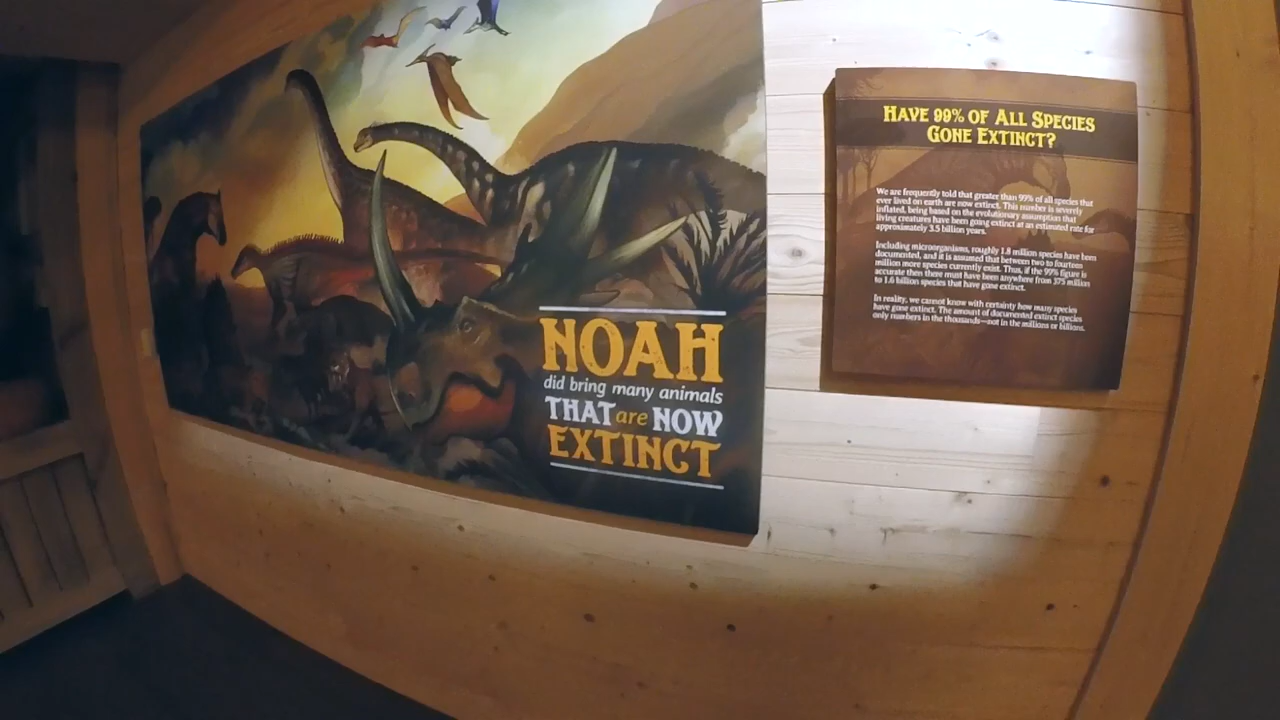 NOAH
did bring many animals
THAT are NOW
EXTINCT
HAVE 99% OF ALL SPECIES
GONE EXTINCT?
We are frequently told that greater than 99% of all species that
ever lived on earth are now extinct. This number is severely
inflated, being based on the evolutionary assumption that
living creatures have been going extinct at an estimated rate for
approximately 3.5 billion years.
Including microorganisms, roughly 1.8 million species have been
documented, and it is assumed that between two to fourteen
million more species currently exist. Thus, if the 99% figure is
accurate then there must have been anywhere from 375 million
to 1.6 billion species that have gone extinct.
In reality, we cannot know with certainty how many species
have gone extinct. The amount of documented extinct species
only numbers in the thousands—not in the millions or billions.